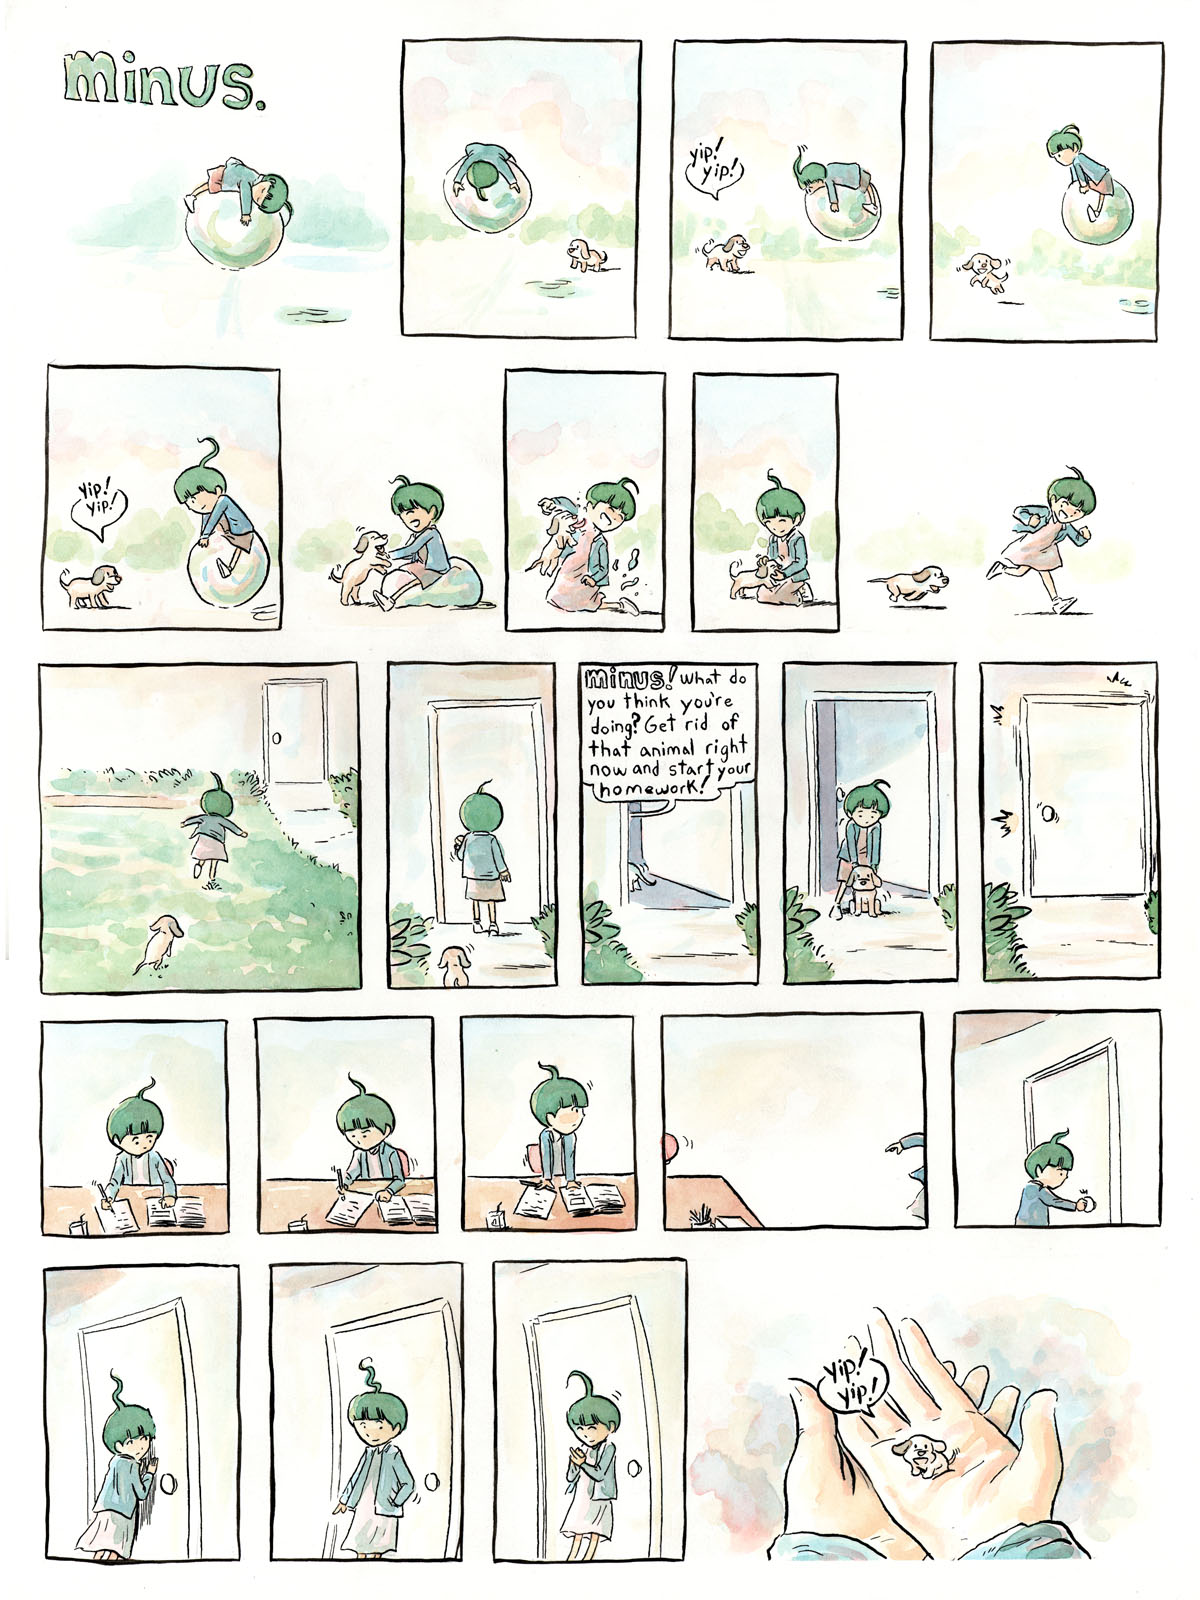 minus.
yip!
yip!
yip!
yip!
minus! what do
you think you're
doing? Get rid of
that animal right
now and start your
homework!
yip!
yip!